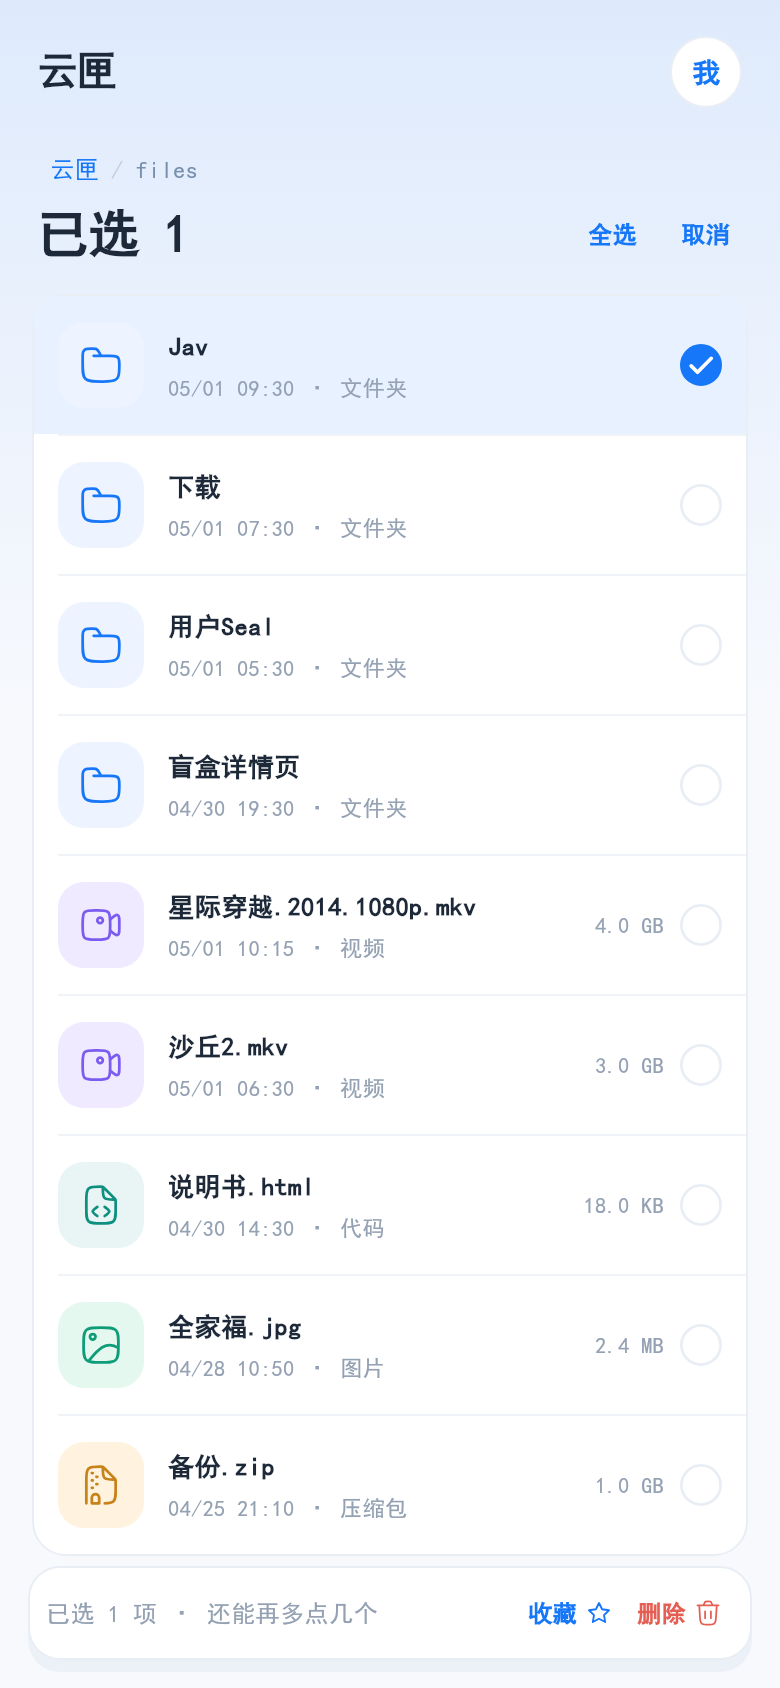 云匣
我
云匣 / files
已选 1
全选 取消
Jav
05/01 09:30 · 文件夹
下载
05/01 07:30 · 文件夹
用户Seal
05/01 05:30 · 文件夹
盲盒详情页
04/30 19:30 · 文件夹
星际穿越.2014.1080p.mkv
05/01 10:15 · 视频
4.0 GB
沙丘2.mkv
05/01 06:30 · 视频
3.0 GB
说明书.html
04/30 14:30 · 代码
18.0 KB
全家福.jpg
04/28 10:50 · 图片
2.4 MB
备份.zip
04/25 21:10 · 压缩包
1.0 GB
已选 1 项 · 还能再多点几个
收藏 删除